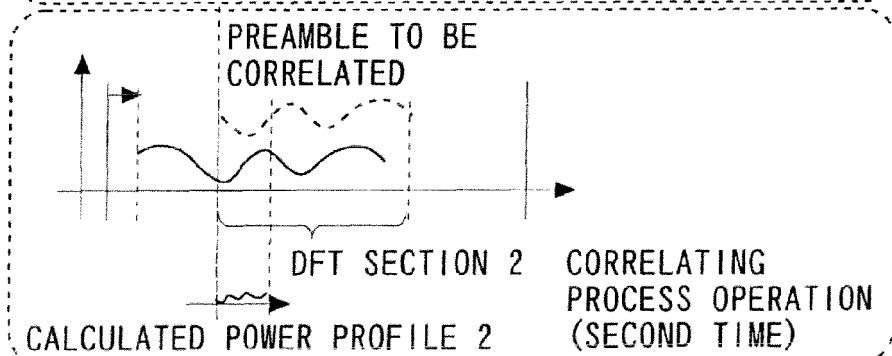 PREAMBLE TO BE
CORRELATED
DFT SECTION 2
CORRELATING
PROCESS OPERATION
(SECOND TIME)
CALCULATED POWER PROFILE 2